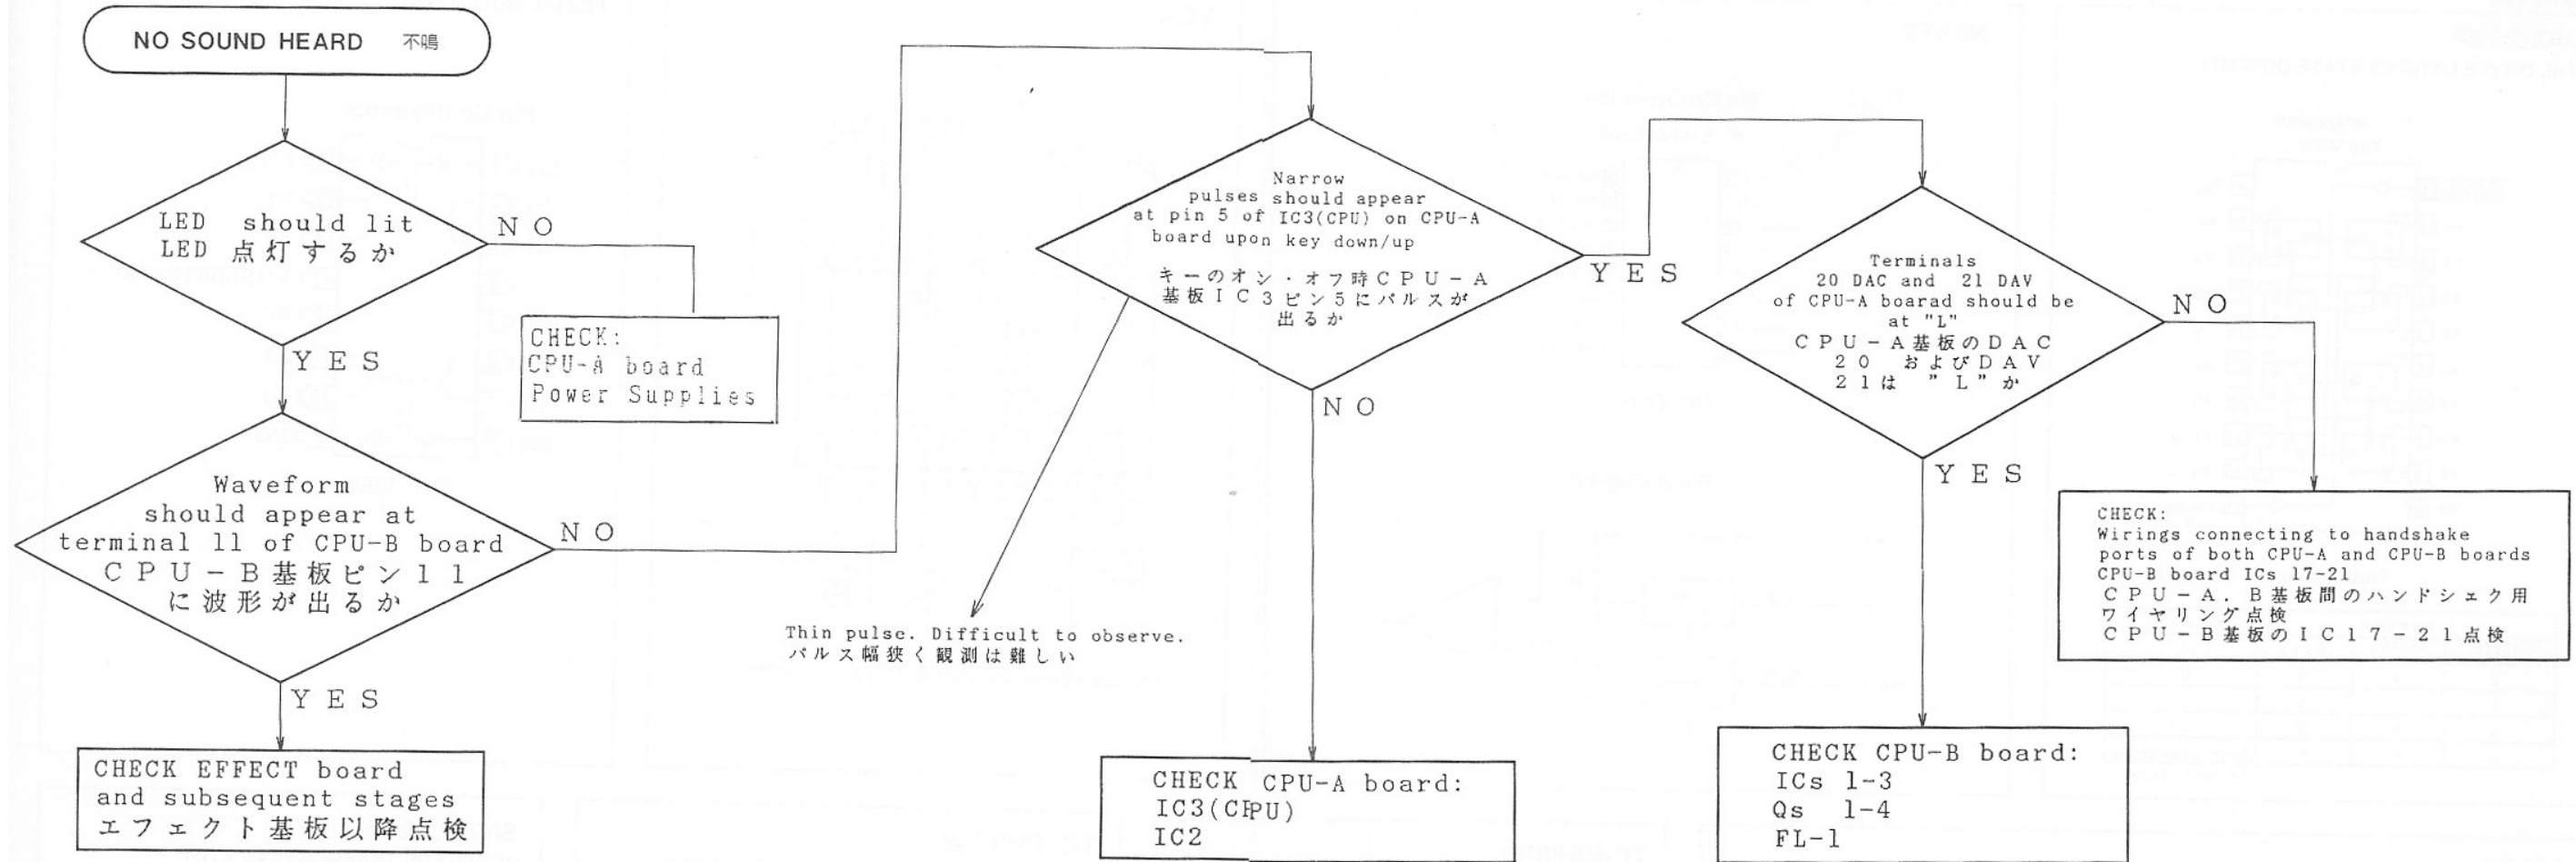 NO SOUND HEARD 不鳴
LED should lit
LED 点灯するか
NO
YES
CHECK:
CPU-A board
Power Supplies
Waveform
should appear at
terminal 11 of CPU-B board
CPU-B基板ピン11
に波形が出るか
NO
YES
CHECK EFFECT board
and subsequent stages
エフェクト基板以降点検
Narrow
pulses should appear
at pin 5 of IC3(CPU) on CPU-A
board upon key down/up
キーのオン・オフ時CPU-A
基板IC3ピン5にパルスが
出るか
YES
NO
Thin pulse. Difficult to observe.
パルス幅狭く観測は難しい
CHECK CPU-A board:
IC3(CPU)
IC2
Terminals
20 DAC and 21 DAV
of CPU-A boarad should be
at "L"
CPU-A基板のDAC
20 およびDAV
21は "L"か
NO
YES
CHECK CPU-B board:
ICs 1-3
Qs 1-4
FL-1
CHECK:
Wirings connecting to handshake
ports of both CPU-A and CPU-B boards
CPU-B board ICs 17-21
CPU-A.B基板間のハンドシェク用
ワイヤリング点検
CPU-B基板のIC17-21点検